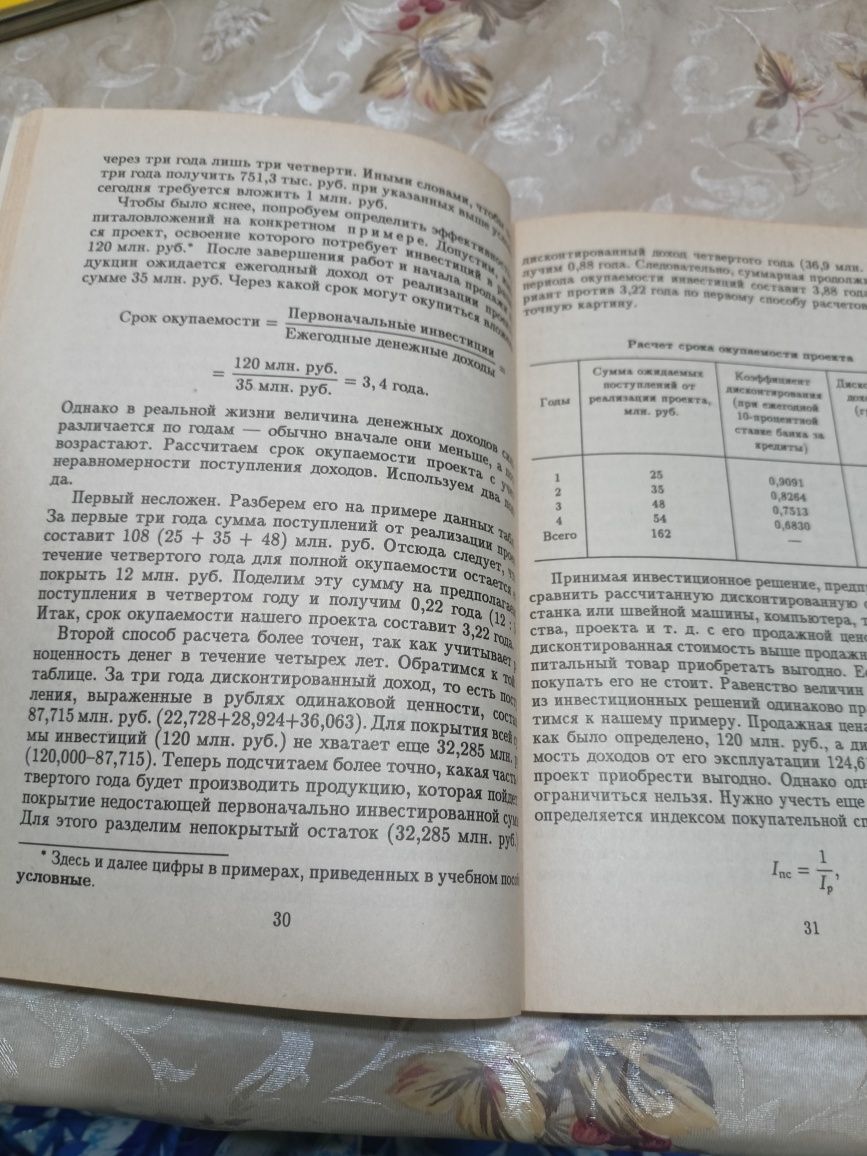 через три года лишь три четверти. Иными словами, чтобы
три года получить 751,3 тыс. руб. при указанных выше
сегодня требуется вложить 1 млн. руб.
Чтобы было яснее, попробуем определить эффективность
питаловложений на конкретном примере. Допустим,
ся проект, освоение которого потребует инвестиций в
120 млн. руб.* После завершения работ и начала продажи
дукции ожидается ежегодный доход от реализации
сумме 35 млн. руб. Через какой срок могут окупиться
Срок окупаемости = Первоначальные инвестиции / Ежегодные денежные доходы =
= 120 млн. руб. / 35 млн. руб. = 3,4 года.
Однако в реальной жизни величина денежных доходов
различается по годам — обычно вначале они меньше, а
возрастают. Рассчитаем срок окупаемости проекта с
неравномерности поступления доходов. Используем два
да.
Первый несложен. Разберем его на примере данных
За первые три года сумма поступлений от реализации
составит 108 (25 + 35 + 48) млн. руб. Отсюда следует,
течение четвертого года для полной окупаемости остается
покрыть 12 млн. руб. Поделим эту сумму на
поступления в четвертом году и получим 0,22 года (12 :
Итак, срок окупаемости нашего проекта составит 3,22 года.
Второй способ расчета более точен, так как учитывает
ноценность денег в течение четырех лет. Обратимся к
таблице. За три года дисконтированный доход, то есть
ления, выраженные в рублях одинаковой ценности,
87,715 млн. руб. (22,728+28,924+36,063). Для покрытия всей
мы инвестиций (120 млн. руб.) не хватает еще 32,285 млн.
(120,000–87,715). Теперь подсчитаем более точно, какая часть
твертого года будет производить продукцию, которая пойдет
покрытие недостающей первоначально инвестированной
Для этого разделим непокрытый остаток (32,285 млн. руб.)
* Здесь и далее цифры в примерах, приведенных в учебном
условные.
30
дисконтированный доход четвертого года (36,9 млн.
лучим 0,88 года. Следовательно, суммарная
периода окупаемости инвестиций составит 3,88 года
риант против 3,22 года по первому способу расчетов
точную картину.
Расчет срока окупаемости проекта
Годы | Сумма ожидаемых поступлений от реализации проекта, млн. руб. | Коэффициент дисконтирования (при ежегодной 10-процентной ставке банка за кредиты)
1 | 25 | 0,9091
2 | 35 | 0,8264
3 | 48 | 0,7513
4 | 54 | 0,6830
Всего | 162 | —
Принимая инвестиционное решение,
сравнить рассчитанную дисконтированную
станка или швейной машины, компьютера,
ства, проекта и т. д. с его продажной
дисконтированная стоимость выше
питальный товар приобретать выгодно.
покупать его не стоит. Равенство величин
из инвестиционных решений одинаково
тимся к нашему примеру. Продажная цена
как было определено, 120 млн. руб., а
мость доходов от его эксплуатации 124,6
проект приобрести выгодно. Однако
ограничиться нельзя. Нужно учесть еще
определяется индексом покупательной
Iпс = 1 / Iр,
31